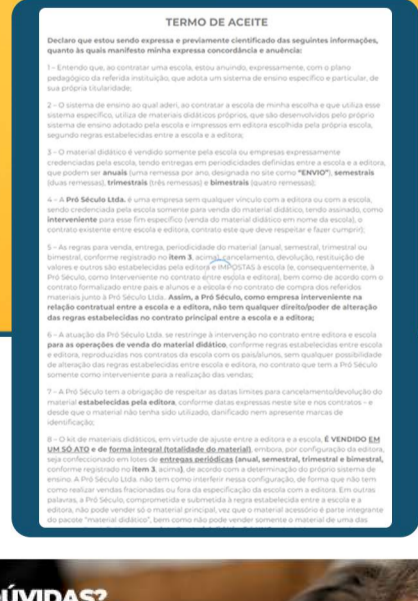 TERMO DE ACEITE
Declaro que estou sendo expressa e previamente cientificado das seguintes informações,
quanto às quais manifesto minha expressa concordância e anuência:
1 – Entendo que, ao contratar uma escola, estou anuindo, expressamente, com o plano
pedagógico da referida instituição, que adota um sistema de ensino específico e particular, de
sua própria titularidade;
2 – O sistema de ensino ao qual aderi, ao contratar a escola de minha escolha e que utiliza esse
sistema específico, utiliza de materiais didáticos próprios, que são desenvolvidos pelo próprio
sistema de ensino adotado pela escola e impressos em editora escolhida pela própria escola,
segundo regras estabelecidas entre a escola e a editora;
3 – O material didático é vendido somente pela escola ou empresas expressamente
credenciadas pela escola, tendo entregas em periodicidades definidas entre a escola e a editora,
que podem ser anuais (uma remessa por ano, designada no site como "ENVIO"), semestrais
(duas remessas), trimestrais (três remessas) e bimestrais (quatro remessas);
4 – A Pró Século Ltda. é uma empresa sem qualquer vínculo com a editora ou com a escola,
sendo credenciada pela escola somente para venda do material didático, tendo assinado, como
interveniente para esse fim específico (venda do material didático em nome da escola), o
contrato existente entre escola e editora, contrato este que deve respeitar e fazer cumprir);
5 – As regras para venda, entrega, periodicidade do material (anual, semestral, trimestral ou
bimestral, conforme registrado no item 3, acima), cancelamento, devolução, restituição de
valores e outros são estabelecidas pela editora e IMPOSTAS à escola (e, consequentemente, à
Pró Século, como Interveniente no contrato entre escola e editora), bem como de acordo com o
contrato formalizado entre pais e alunos e a escola e no contrato de compra dos referidos
materiais junto à Pró Século Ltda. Assim, a Pró Século, como empresa interveniente na
relação contratual entre a escola e a editora, não tem qualquer direito/poder de alteração
das regras estabelecidas no contrato principal entre a escola e a editora;
6 – A atuação da Pró Século Ltda. se restringe à intervenção no contrato entre editora e escola
para as operações de venda do material didático, conforme regras estabelecidas entre escola
e editora, reproduzidas nos contratos da escola com os pais/alunos, sem qualquer possibilidade
de alteração das regras estabelecidas entre escola e editora, no contrato que tem a Pró Século
somente como interveniente para a realização das vendas;
7 – A Pró Século tem a obrigação de respeitar as datas limites para cancelamento/devolução do
material estabelecidas pela editora, conforme datas expressas neste site e nos contratos – e
desde que o material não tenha sido utilizado, danificado nem apresente marcas de
identificação;
8 – O kit de materiais didáticos, em virtude de ajuste entre a editora e a escola, É VENDIDO EM
UM SÓ ATO e de forma integral (totalidade do material), embora, por configuração da editora,
seja confeccionado em lotes de entregas periódicas (anual, semestral, trimestral e bimestral,
conforme registrado no item 3, acima), de acordo com a determinação do próprio sistema de
ensino. A Pró Século Ltda. não tem como interferir nessa configuração, de forma que não tem
como realizar vendas fracionadas ou fora da especificação da escola com a editora. Em outras
palavras, a Pró Século, comprometida e submetida à regra estabelecida entre a escola e a
editora, não pode vender só o material principal, vez que o material acessório é parte integrante
do pacote "material didático", bem como não pode vender somente o material de uma das
DÚVIDAS?